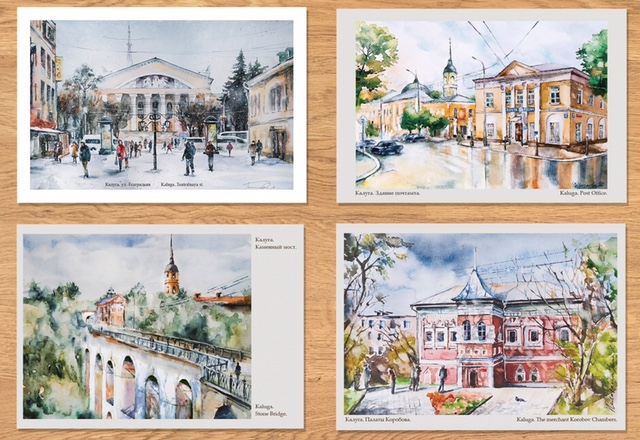 Калуга. ул. Театральная
Kaluga. Teatralnaya st.
Калуга. Здание почтамта.
Kaluga. Post Office.
Калуга.
Каменный мост.
Kaluga.
Stone Bridge.
Калуга. Палаты Коробова.
Kaluga. The merchant Korobov Chambers.